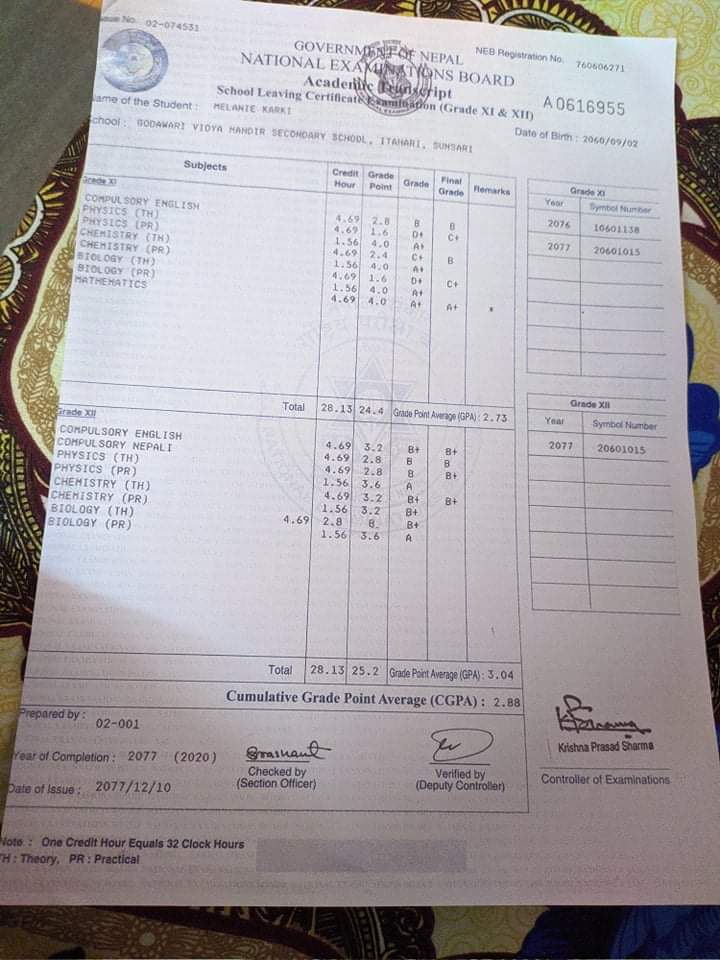 Issue No. 02-074531
GOVERNMENT OF NEPAL
NEB Registration No. 760606271
NATIONAL EXAMINATIONS BOARD
Academic Transcript
School Leaving Certificate Examination (Grade XI & XII)
A0616955
Name of the Student : MELANIE KARKI
Date of Birth : 2060/09/02
School : GODAWARI VIDYA MANDIR SECONDARY SCHOOL, ITAHARI, SUNSARI
Subjects Credit Hour Grade Point Grade Final Grade Remarks
Grade XI
COMPULSORY ENGLISH 4.69 2.8 B B
PHYSICS (TH) 4.69 1.6 D+ C+
PHYSICS (PR) 1.56 4.0 A+
CHEMISTRY (TH) 4.69 2.4 C+ B
CHEMISTRY (PR) 1.56 4.0 A+
BIOLOGY (TH) 4.69 1.6 D+ C+
BIOLOGY (PR) 1.56 4.0 A+
MATHEMATICS 4.69 4.0 A+ A+ *
Total 28.13 24.4 Grade Point Average (GPA) : 2.73
Grade XI
Year Symbol Number
2076 10601138
2077 20601015
Grade XII
COMPULSORY ENGLISH 4.69 3.2 B+ B+
COMPULSORY NEPALI 4.69 2.8 B B
PHYSICS (TH) 4.69 2.8 B B+
PHYSICS (PR) 1.56 3.6 A
CHEMISTRY (TH) 4.69 3.2 B+ B+
CHEMISTRY (PR) 1.56 3.2 B+
BIOLOGY (TH) 4.69 2.8 B B+
BIOLOGY (PR) 1.56 3.6 A
Total 28.13 25.2 Grade Point Average (GPA) : 3.04
Grade XII
Year Symbol Number
2077 20601015
Cumulative Grade Point Average (CGPA) : 2.88
Prepared by : 02-001
Year of Completion : 2077 (2020)
Date of Issue : 2077/12/10
Checked by
(Section Officer)
Verified by
(Deputy Controller)
Krishna Prasad Sharma
Controller of Examinations
Note : One Credit Hour Equals 32 Clock Hours
TH : Theory, PR : Practical